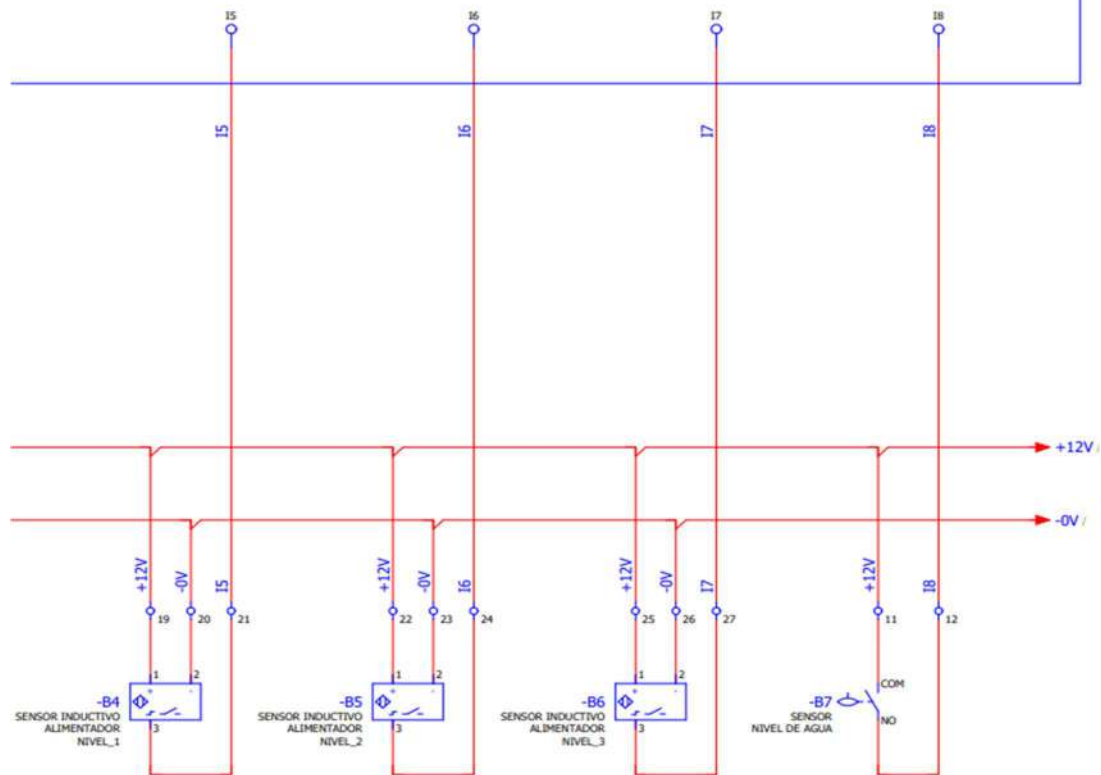 I5
I6
I7
I8
I5
I6
I7
I8
+12V /
-0V /
+12V
-0V
I5
+12V
-0V
I6
+12V
-0V
I7
+12V
I8
19
20
21
22
23
24
25
26
27
11
12
1
2
-B4
+
-
SENSOR INDUCTIVO
ALIMENTADOR
NIVEL_1
3
1
2
-B5
+
-
SENSOR INDUCTIVO
ALIMENTADOR
NIVEL_2
3
1
2
-B6
+
-
SENSOR INDUCTIVO
ALIMENTADOR
NIVEL_3
3
COM
-B7
SENSOR
NIVEL DE AGUA
NO